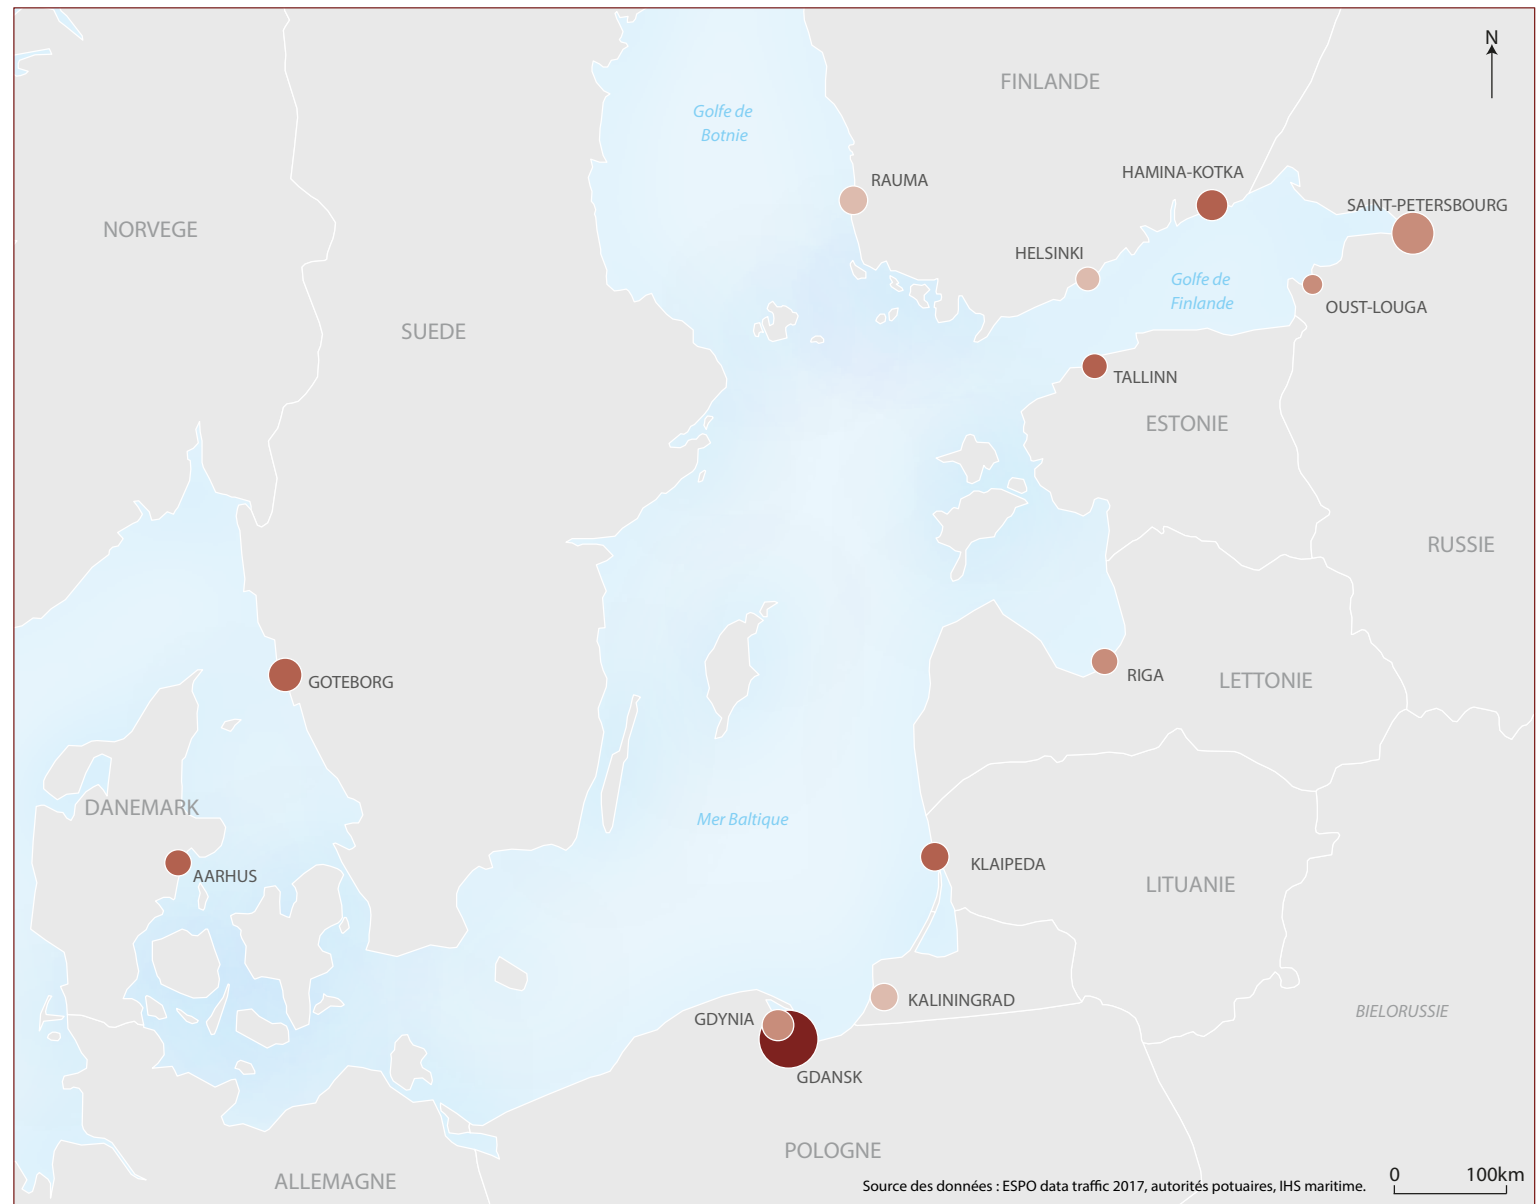 N
FINLANDE
Golfe de
Botnie
RAUMA
HAMINA-KOTKA
SAINT-PETERSBOURG
NORVEGE
HELSINKI
Golfe de
Finlande
OUST-LOUGA
SUEDE
TALLINN
ESTONIE
RUSSIE
GOTEBORG
RIGA
LETTONIE
DANEMARK
Mer Baltique
AARHUS
KLAIPEDA
LITUANIE
KALININGRAD
GDYNIA
BIELORUSSIE
GDANSK
POLOGNE
ALLEMAGNE
Source des données : ESPO data traffic 2017, autorités potuaires, IHS maritime.
0 100km